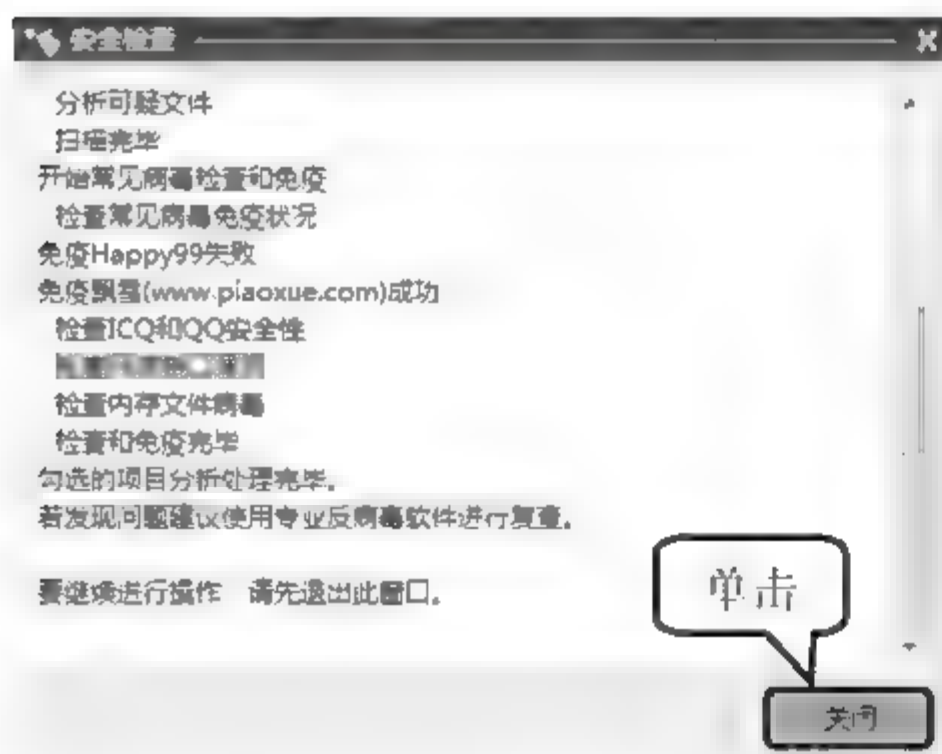 安全检查
分析可疑文件
扫描完毕
开始常见病毒检查和免疫
检查常见病毒免疫状况
免疫Happy99失败
免疫飘雪(www.piaoxue.com)成功
检查ICQ和QQ安全性
检查内存文件病毒
检查和免疫完毕
勾选的项目分析处理完毕。
若发现问题建议使用专业反病毒软件进行复查。
要继续进行操作 请先退出此窗口。
单击
关闭